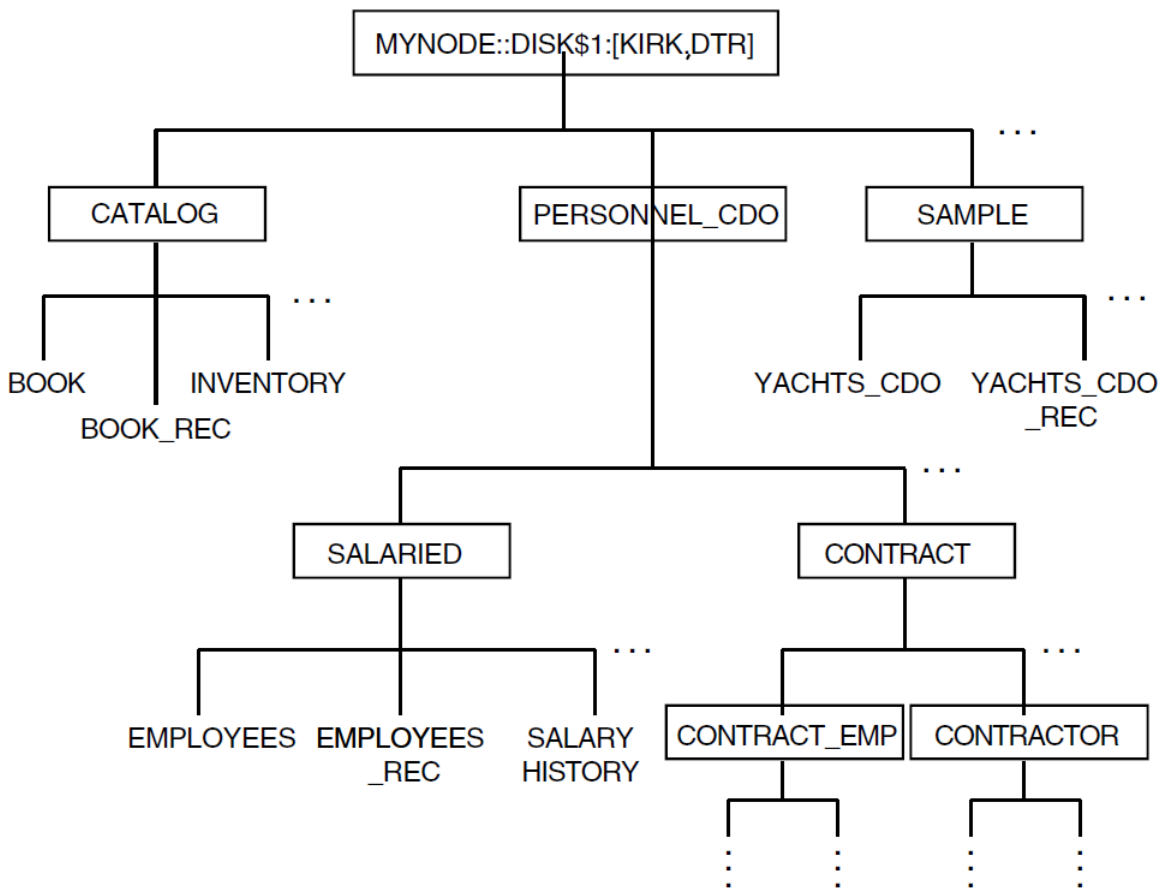 MYNODE::DISK$1:[KIRK,DTR]
. . .
CATALOG
PERSONNEL_CDO
SAMPLE
. . .
. . .
BOOK
INVENTORY
YACHTS_CDO
YACHTS_CDO
_REC
BOOK_REC
. . .
SALARIED
CONTRACT
. . .
. . .
EMPLOYEES
EMPLOYEES
_REC
SALARY
HISTORY
CONTRACT_EMP
CONTRACTOR